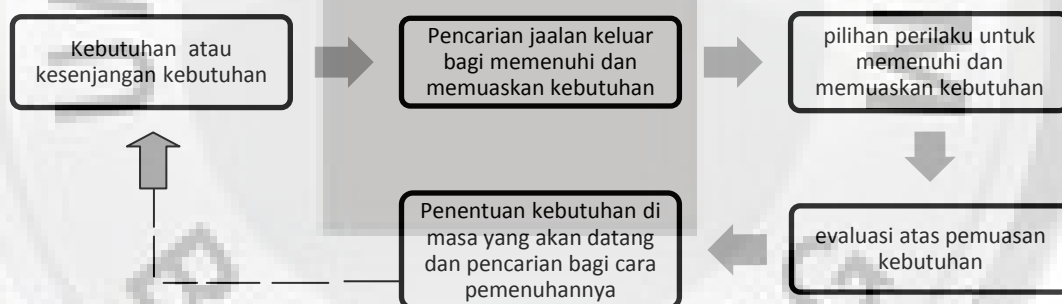 Kebutuhan atau
kesenjangan kebutuhan
Pencarian jaalan keluar
bagi memenuhi dan
memuaskan kebutuhan
pilihan perilaku untuk
memenuhi dan
memuaskan kebutuhan
evaluasi atas pemuasan
kebutuhan
Penentuan kebutuhan di
masa yang akan datang
dan pencarian bagi cara
pemenuhannya